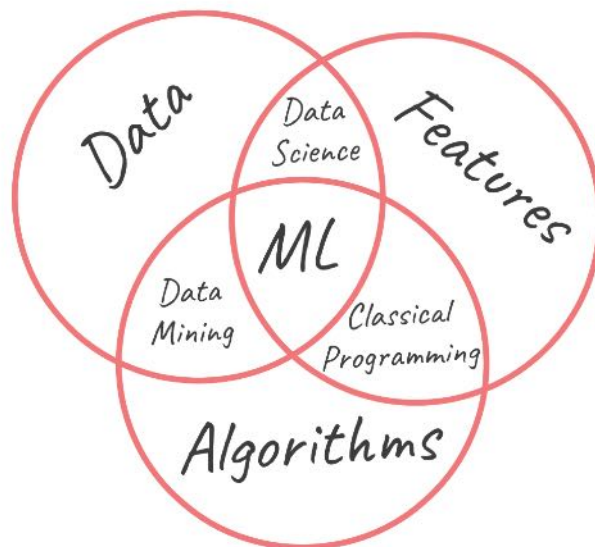 Data
Features
Data
Science
ML
Data
Mining
Classical
Programming
Algorithms